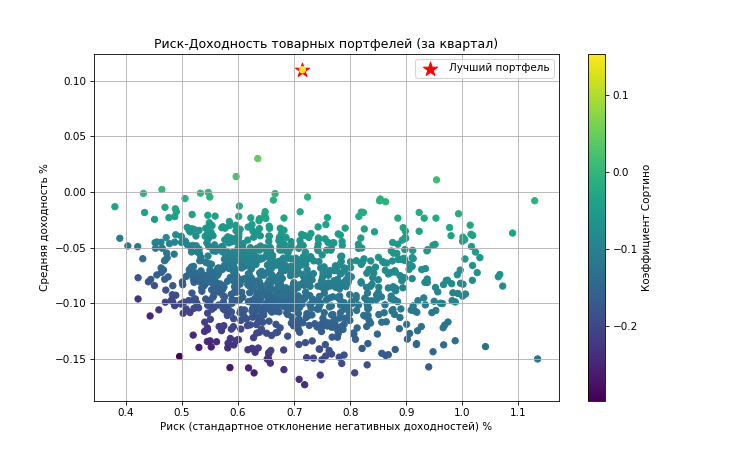 Риск-Доходность товарных портфелей (за квартал)
Лучший портфель
Средняя доходность %
0.10
0.05
0.00
−0.05
−0.10
−0.15
0.4 0.5 0.6 0.7 0.8 0.9 1.0 1.1
Риск (стандартное отклонение негативных доходностей) %
0.1
0.0
−0.1
−0.2
Коэффициент Сортино